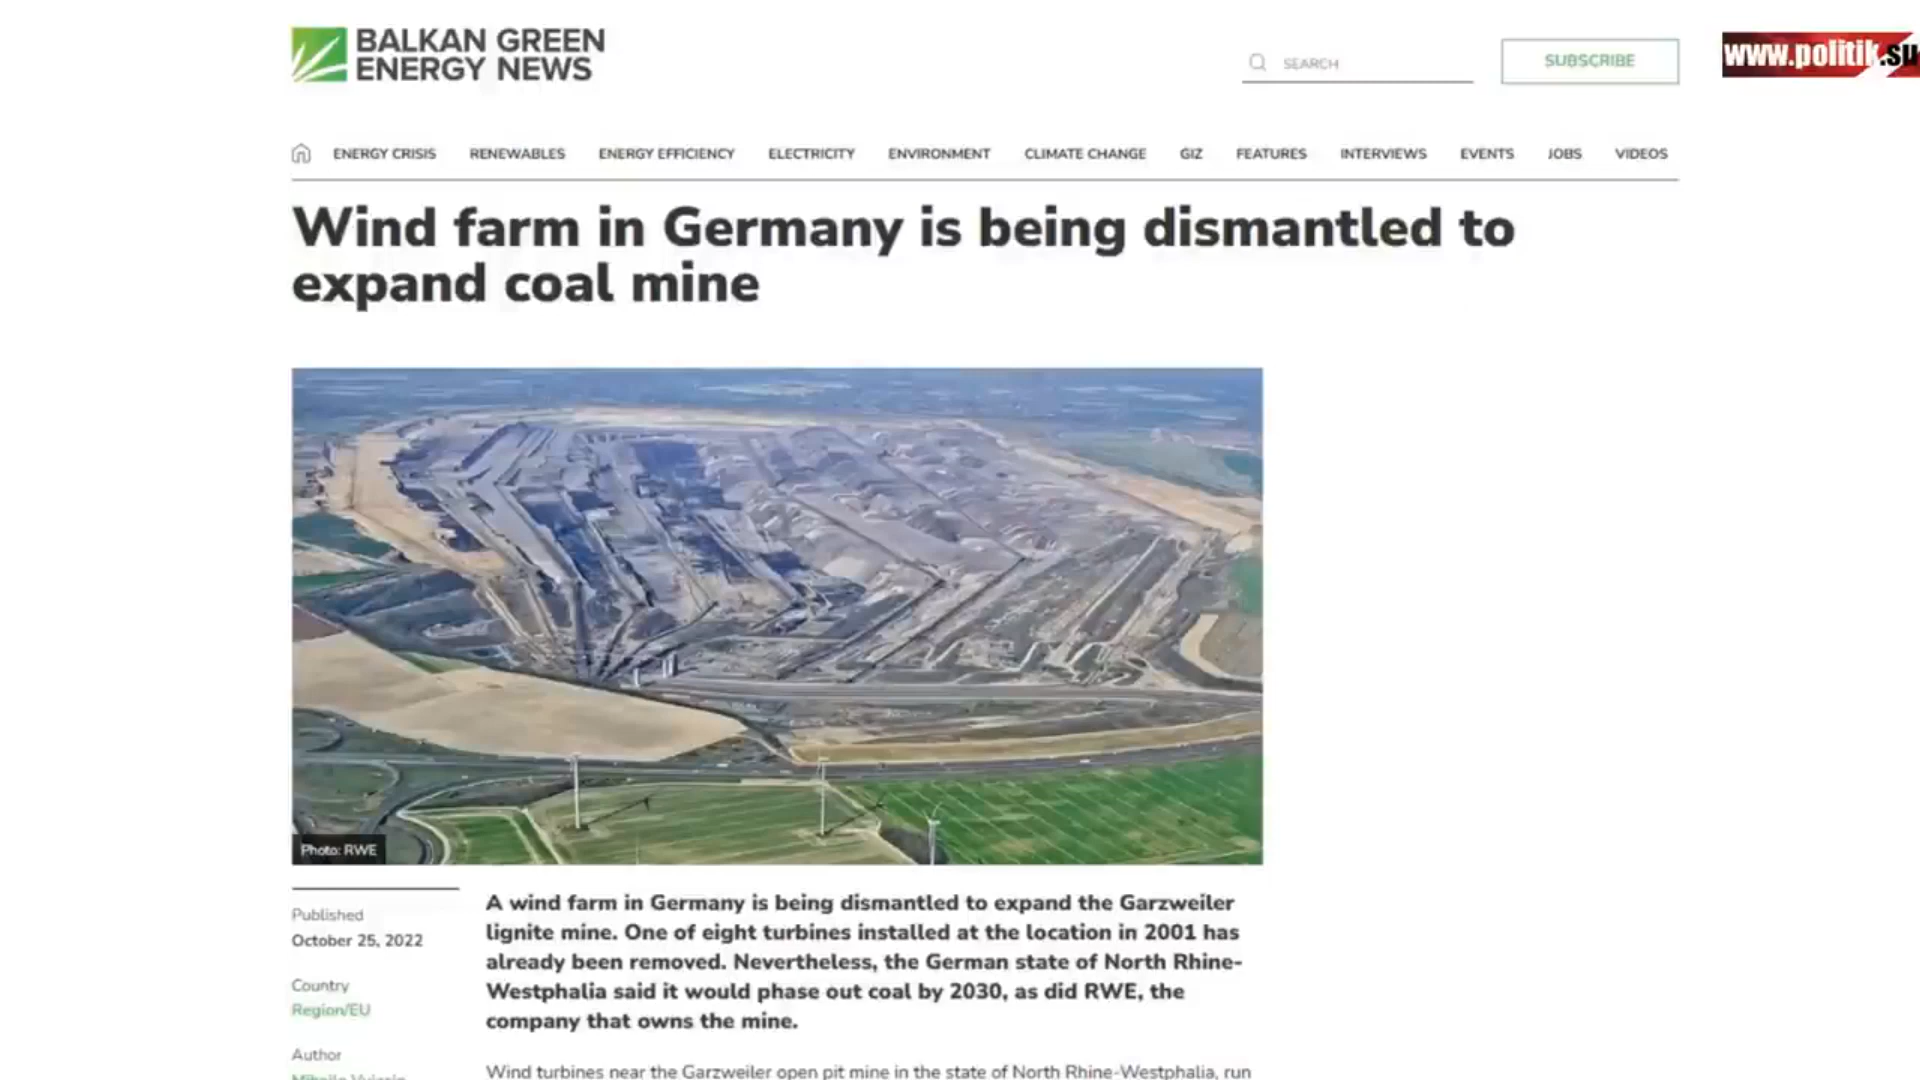 BALKAN GREEN
ENERGY NEWS
SEARCH
SUBSCRIBE
www.politik.su
ENERGY CRISIS RENEWABLES ENERGY EFFICIENCY ELECTRICITY ENVIRONMENT CLIMATE CHANGE GIZ FEATURES INTERVIEWS EVENTS JOBS VIDEOS
Wind farm in Germany is being dismantled to
expand coal mine
Photo: RWE
Published
October 25, 2022
Country
Region/EU
Author
A wind farm in Germany is being dismantled to expand the Garzweiler
lignite mine. One of eight turbines installed at the location in 2001 has
already been removed. Nevertheless, the German state of North Rhine-
Westphalia said it would phase out coal by 2030, as did RWE, the
company that owns the mine.
Wind turbines near the Garzweiler open pit mine in the state of North Rhine-Westphalia, run